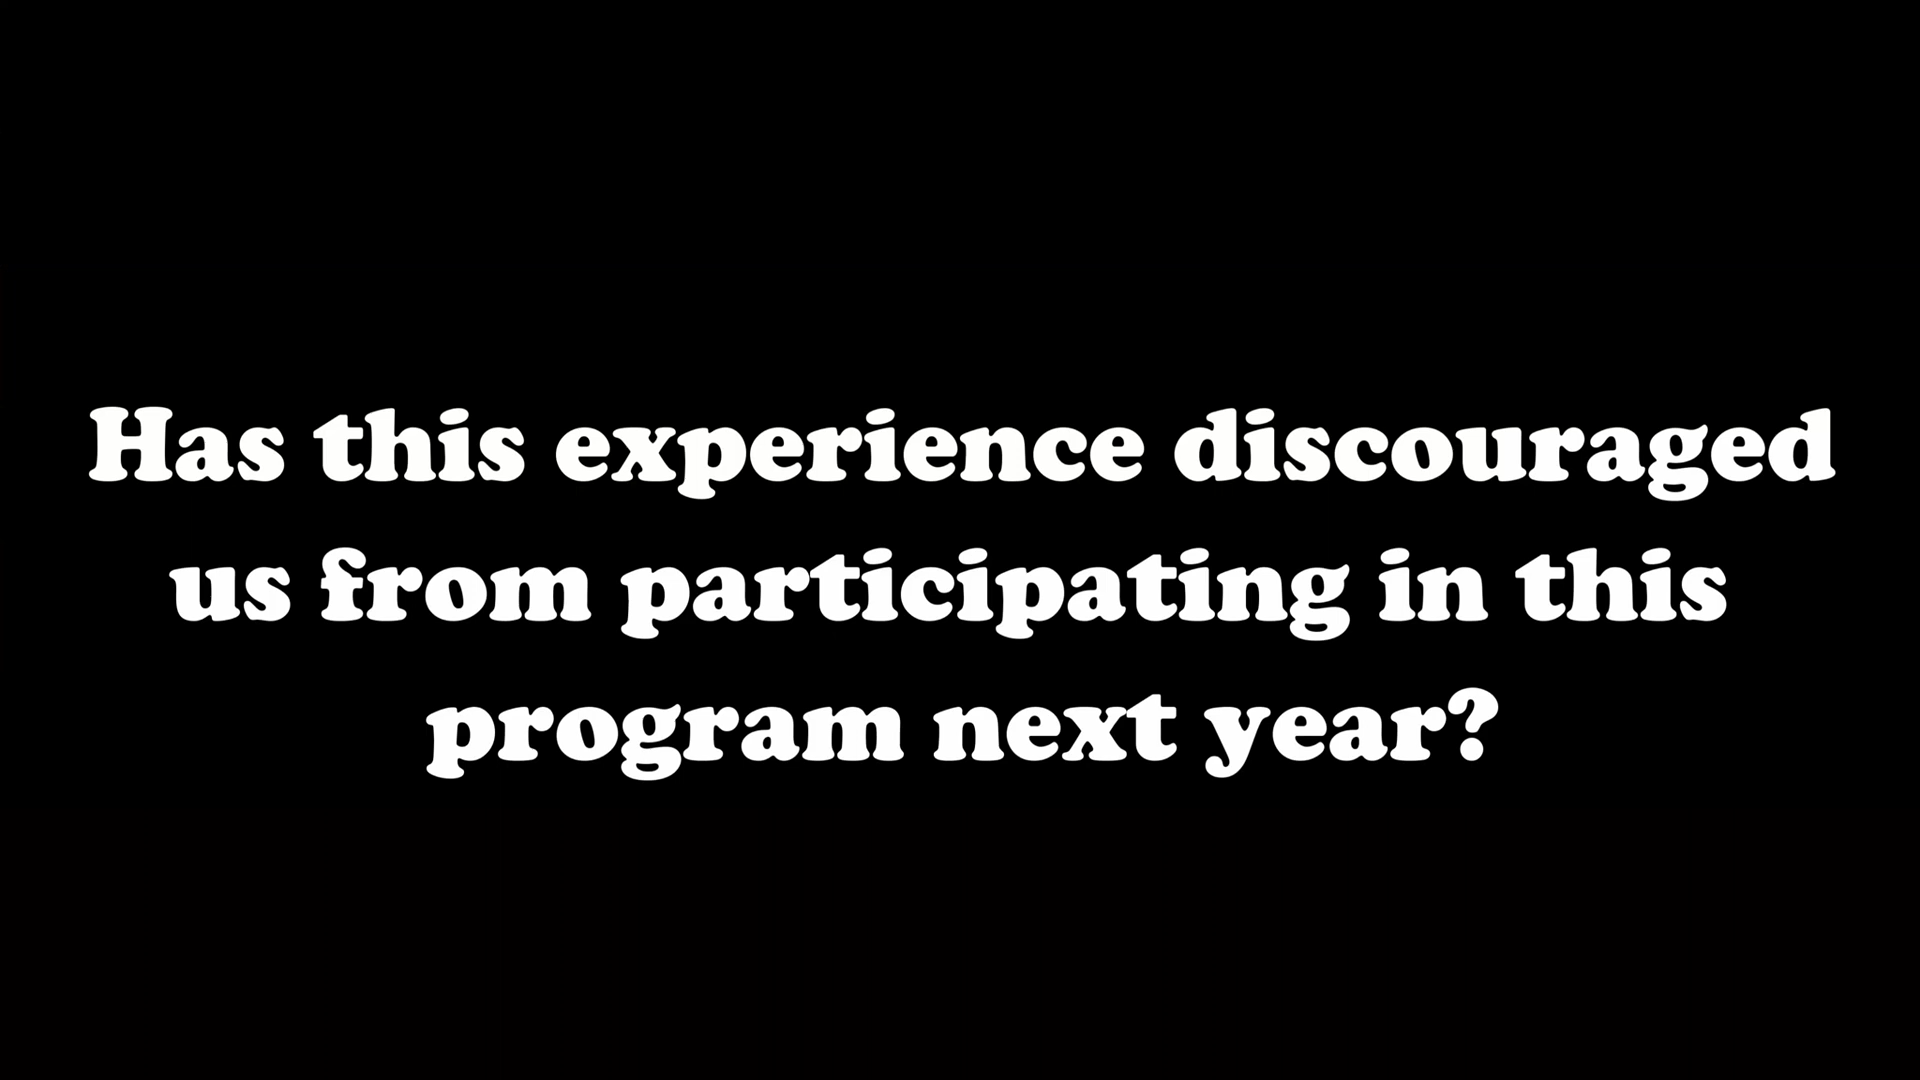 Has this experience discouraged
us from participating in this
program next year?